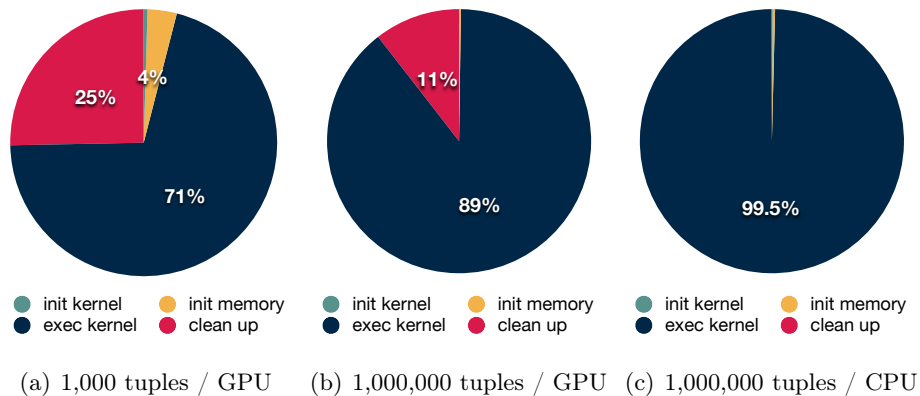 4%
25%
71%
11%
89%
99.5%
init kernel init memory
exec kernel clean up
init kernel init memory
exec kernel clean up
init kernel init memory
exec kernel clean up
(a) 1,000 tuples / GPU
(b) 1,000,000 tuples / GPU
(c) 1,000,000 tuples / CPU